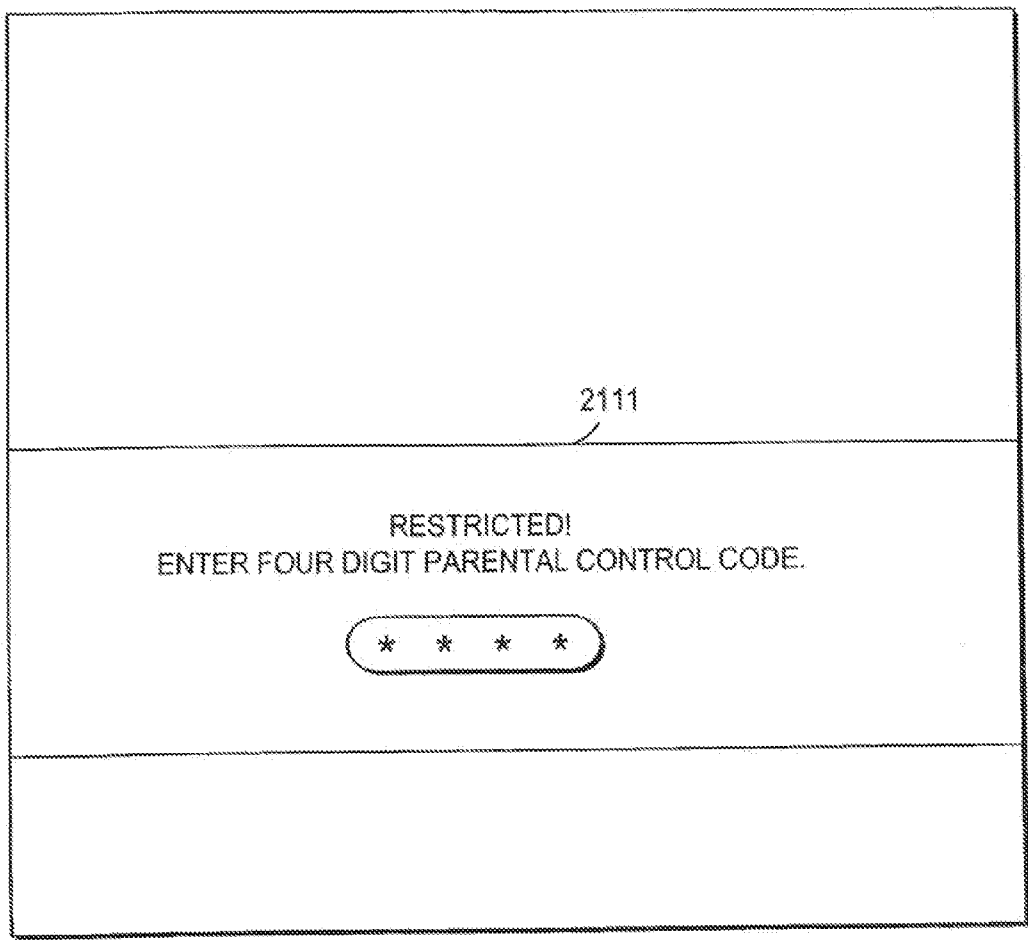 2111
RESTRICTED!
ENTER FOUR DIGIT PARENTAL CONTROL CODE.
* * * *